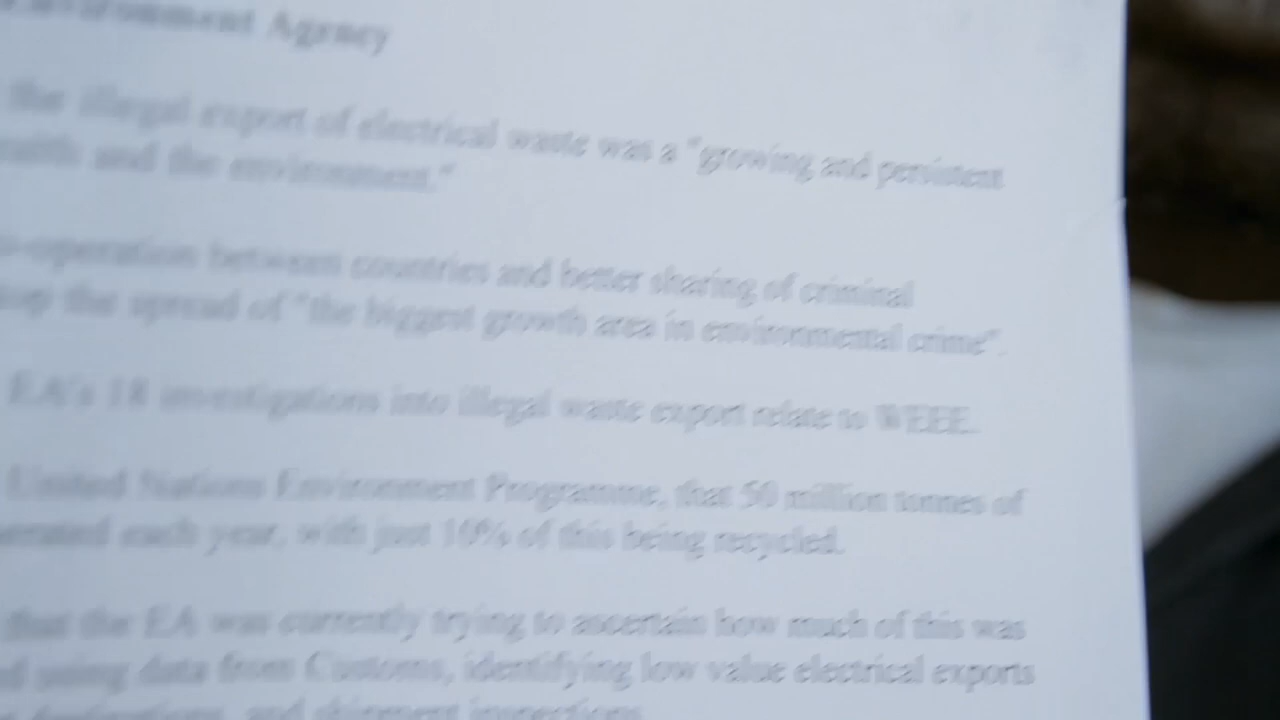 Environment Agency
the illegal export of electrical waste was a "growing and persistent
and the environment."
co-operation between countries and better sharing of criminal
the spread of "the biggest growth area in environmental crime".
EA's 18 investigations into illegal waste export relate to WEEE.
United Nations Environment Programme, that 50 million tonnes of
each year, with just 10% of this being recycled.
that the EA was currently trying to ascertain how much of this was
using data from Customs, identifying low value electrical exports
and shipment inspections.